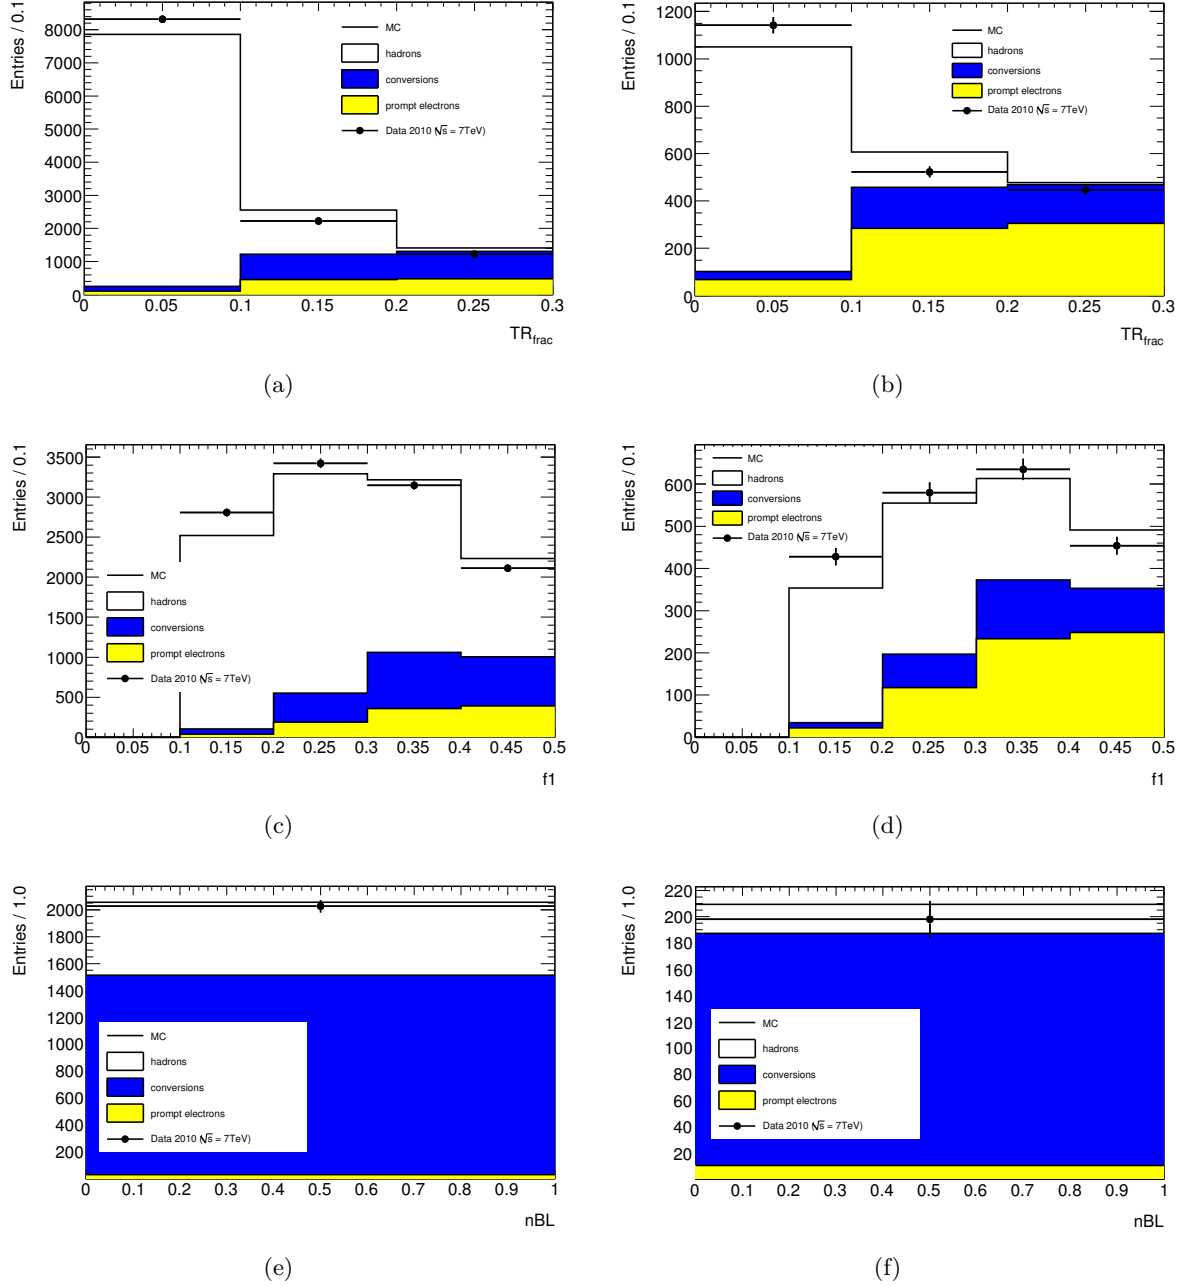 Entries / 0.1
8000
7000
6000
5000
4000
3000
2000
1000
0
MC
hadrons
conversions
prompt electrons
Data 2010 (√s = 7TeV)
0 0.05 0.1 0.15 0.2 0.25 0.3
TRfrac
(a)
Entries / 0.1
1200
1000
800
600
400
200
0
MC
hadrons
conversions
prompt electrons
Data 2010 (√s = 7TeV)
0 0.05 0.1 0.15 0.2 0.25 0.3
TRfrac
(b)
Entries / 0.1
3500
3000
2500
2000
1500
1000
500
0
MC
hadrons
conversions
prompt electrons
Data 2010 (√s = 7TeV)
0 0.05 0.1 0.15 0.2 0.25 0.3 0.35 0.4 0.45 0.5
f1
(c)
Entries / 0.1
600
500
400
300
200
100
0
MC
hadrons
conversions
prompt electrons
Data 2010 (√s = 7TeV)
0 0.05 0.1 0.15 0.2 0.25 0.3 0.35 0.4 0.45 0.5
f1
(d)
Entries / 1.0
2000
1800
1600
1400
1200
1000
800
600
400
200
MC
hadrons
conversions
prompt electrons
Data 2010 (√s = 7TeV)
0 0.1 0.2 0.3 0.4 0.5 0.6 0.7 0.8 0.9 1
nBL
(e)
Entries / 1.0
220
200
180
160
140
120
100
80
60
40
20
MC
hadrons
conversions
prompt electrons
Data 2010 (√s = 7TeV)
0 0.1 0.2 0.3 0.4 0.5 0.6 0.7 0.8 0.9 1
nBL
(f)